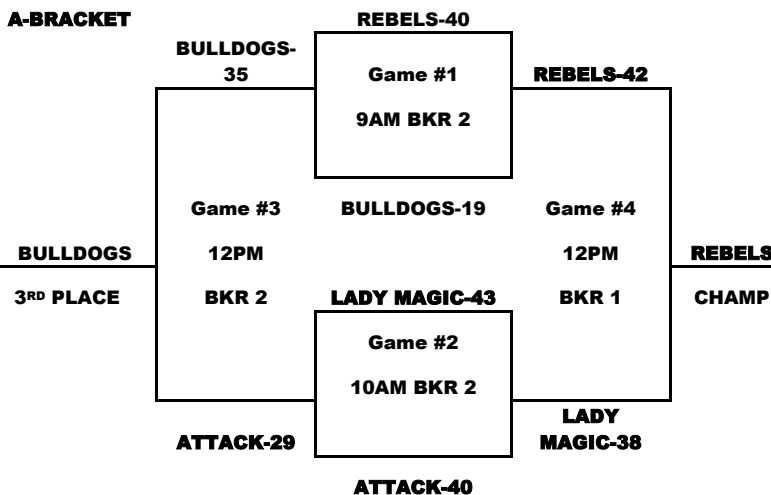 A-BRACKET
REBELS-40
BULLDOGS-
35
Game #1
REBELS-42
9AM BKR 2
Game #3
BULLDOGS-19
Game #4
BULLDOGS
12PM
12PM
REBELS
3RD PLACE
BKR 2
LADY MAGIC-43
BKR 1
CHAMP
Game #2
10AM BKR 2
ATTACK-29
LADY
MAGIC-38
ATTACK-40